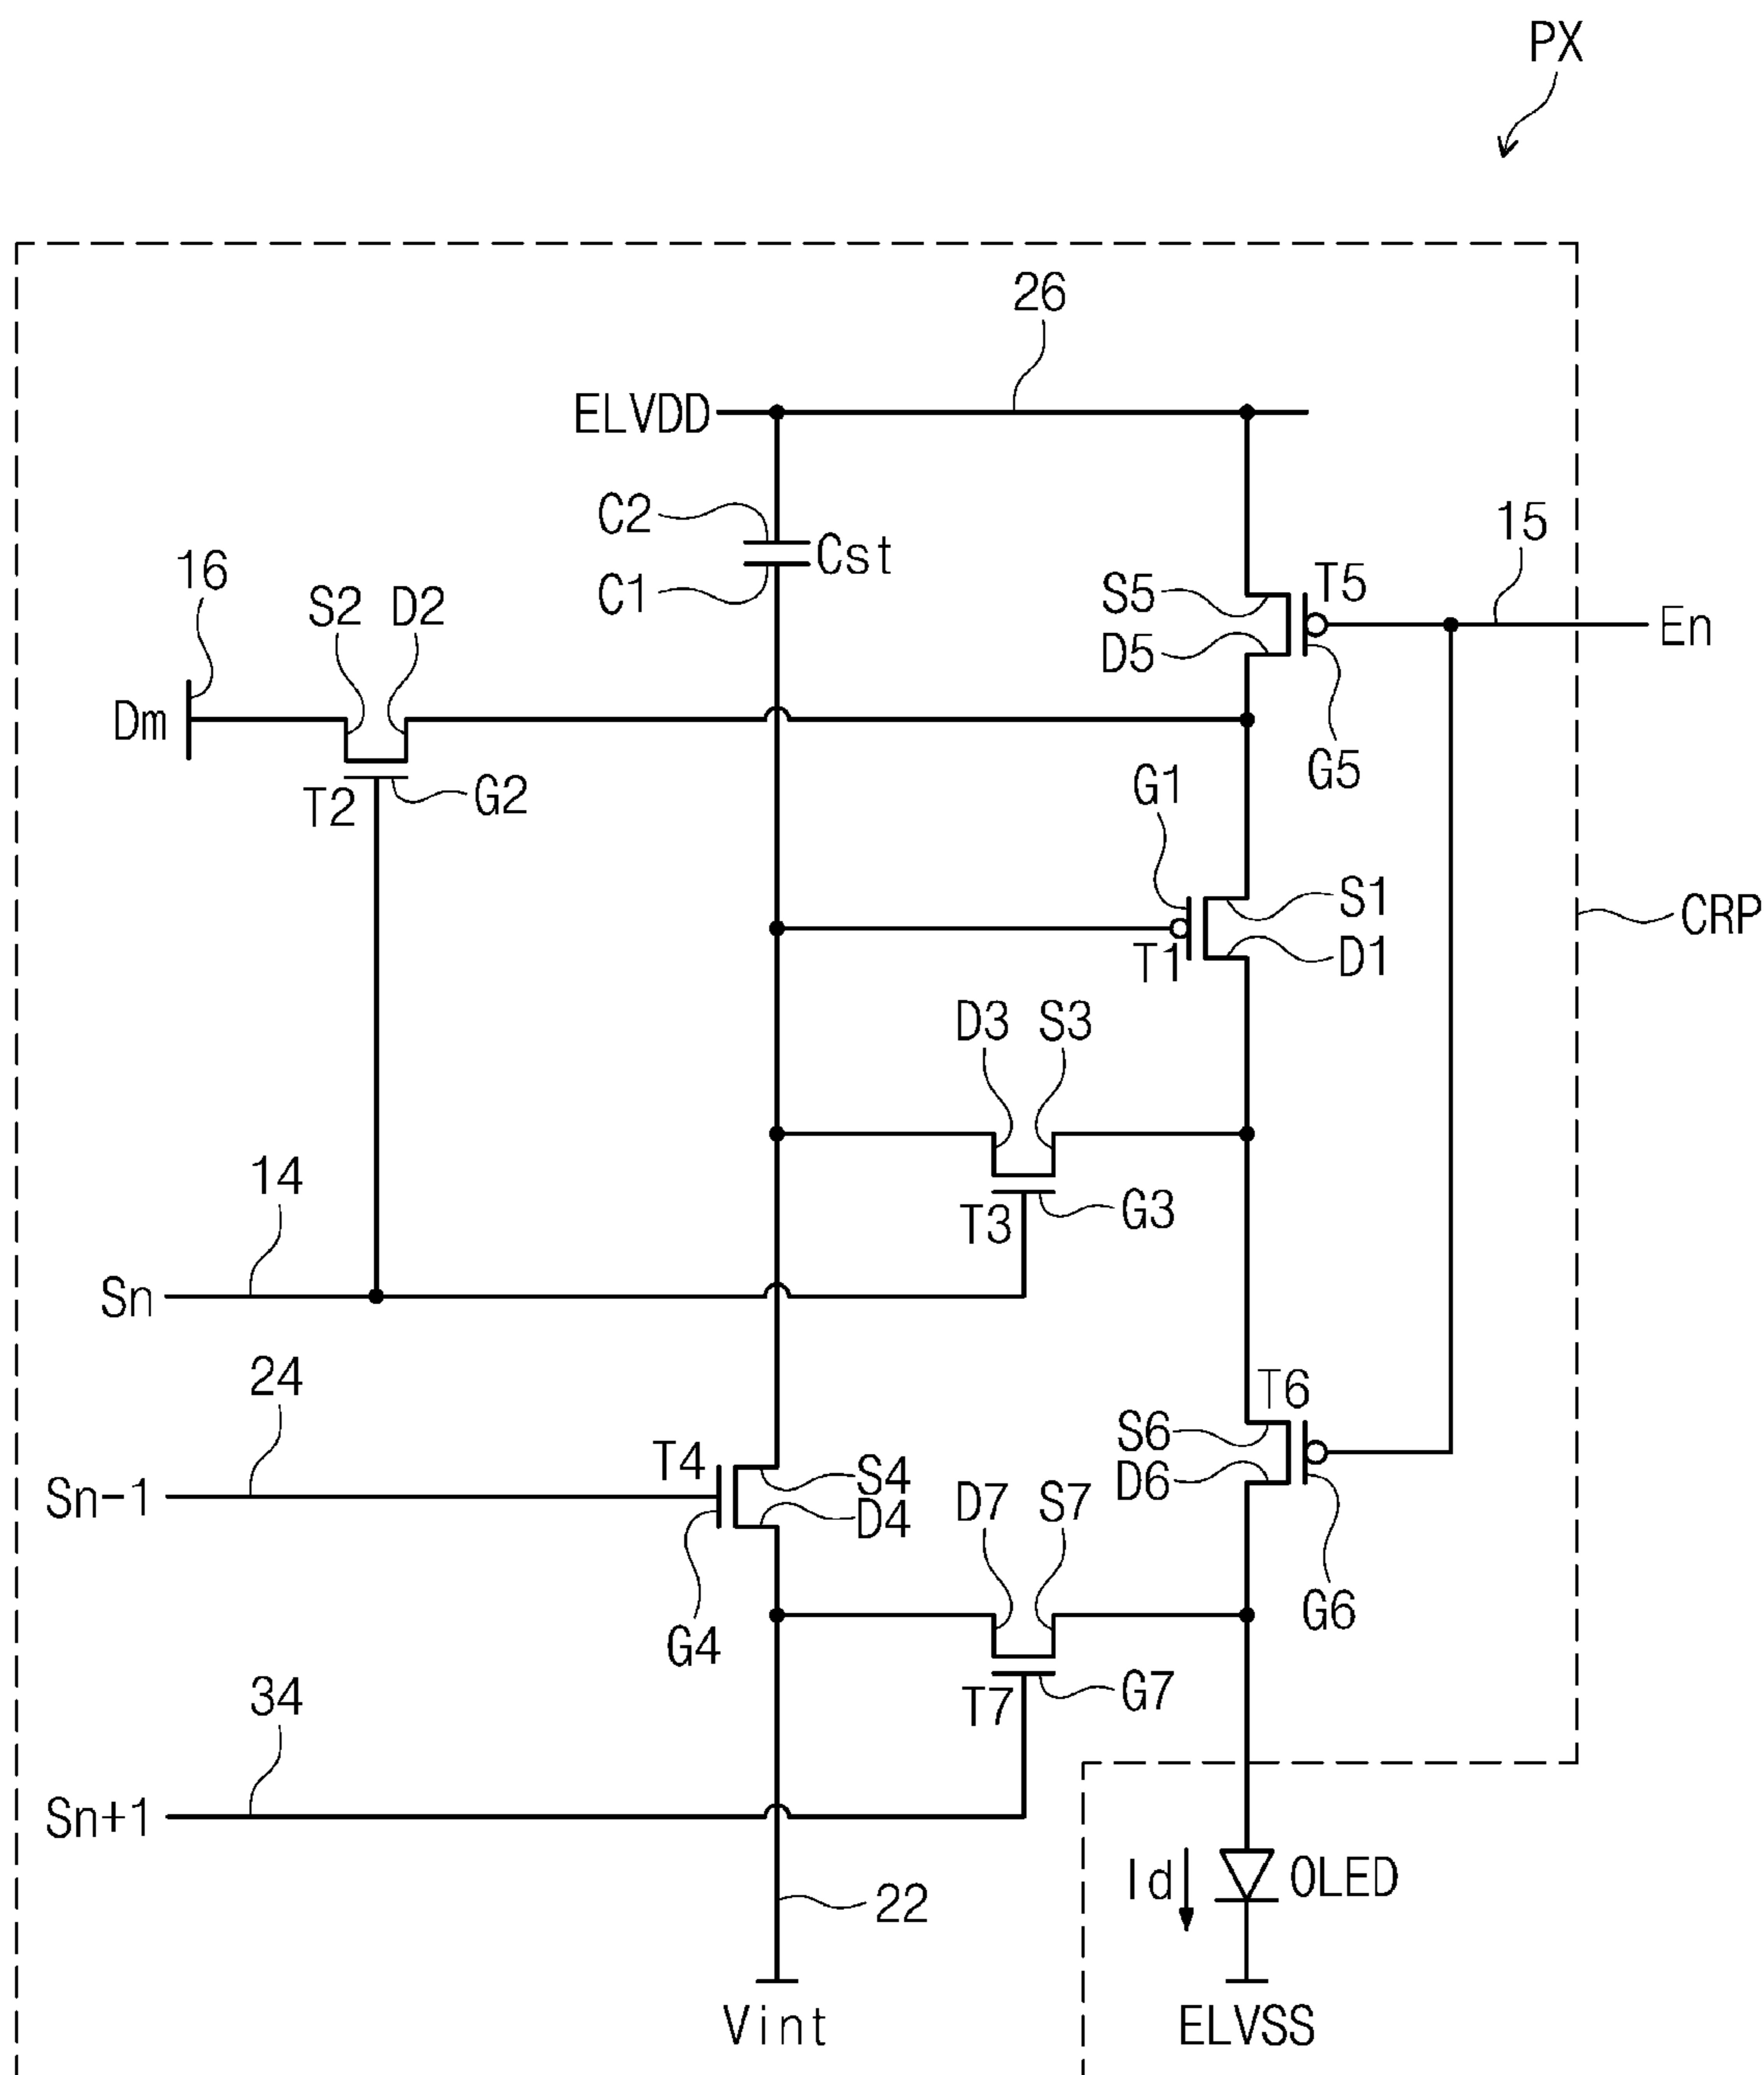 PX
26
ELVDD
C2
Cst
C1
15
16
S2
D2
S5
T5
En
D5
Dm
G5
T2
G2
G1
S1
CRP
T1
D1
D3
S3
14
T3
G3
Sn
24
T6
S6
T4
S4
D6
Sn-1
D4
D7
S7
G4
G6
34
T7
G7
Sn+1
Id
OLED
22
Vint
ELVSS